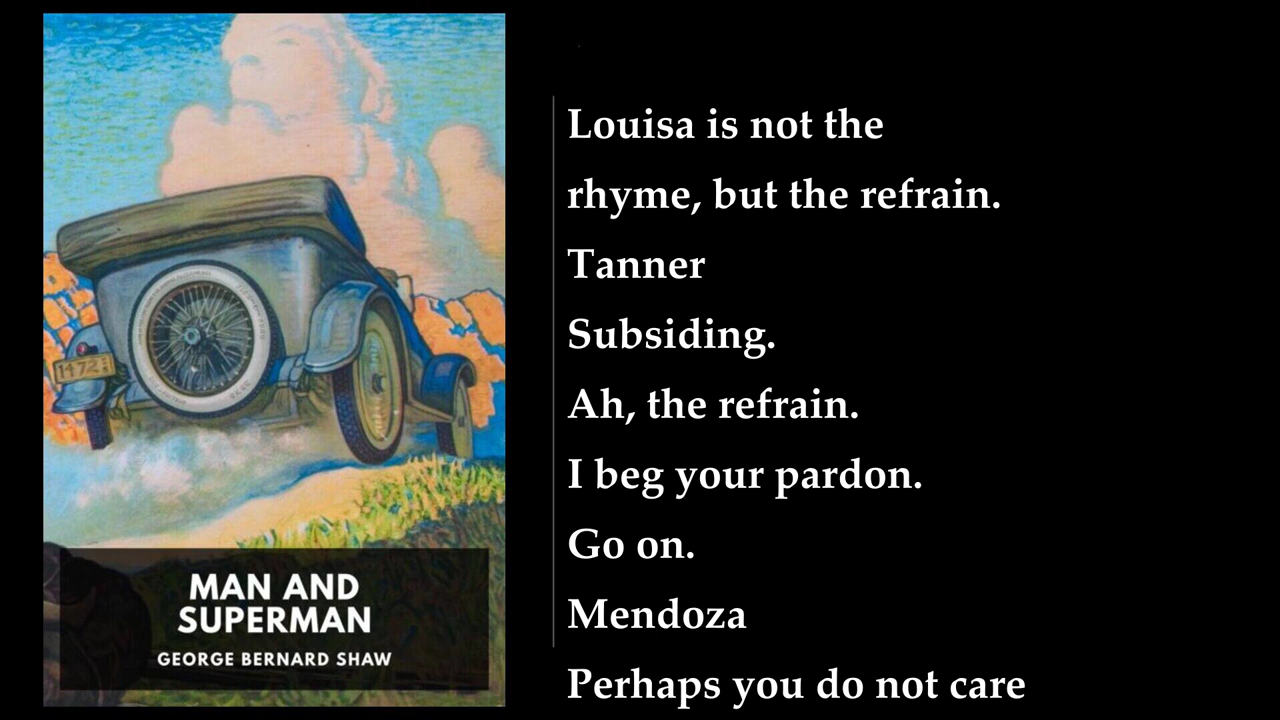 1472
MAN AND
SUPERMAN
GEORGE BERNARD SHAW
Louisa is not the
rhyme, but the refrain.
Tanner
Subsiding.
Ah, the refrain.
I beg your pardon.
Go on.
Mendoza
Perhaps you do not care